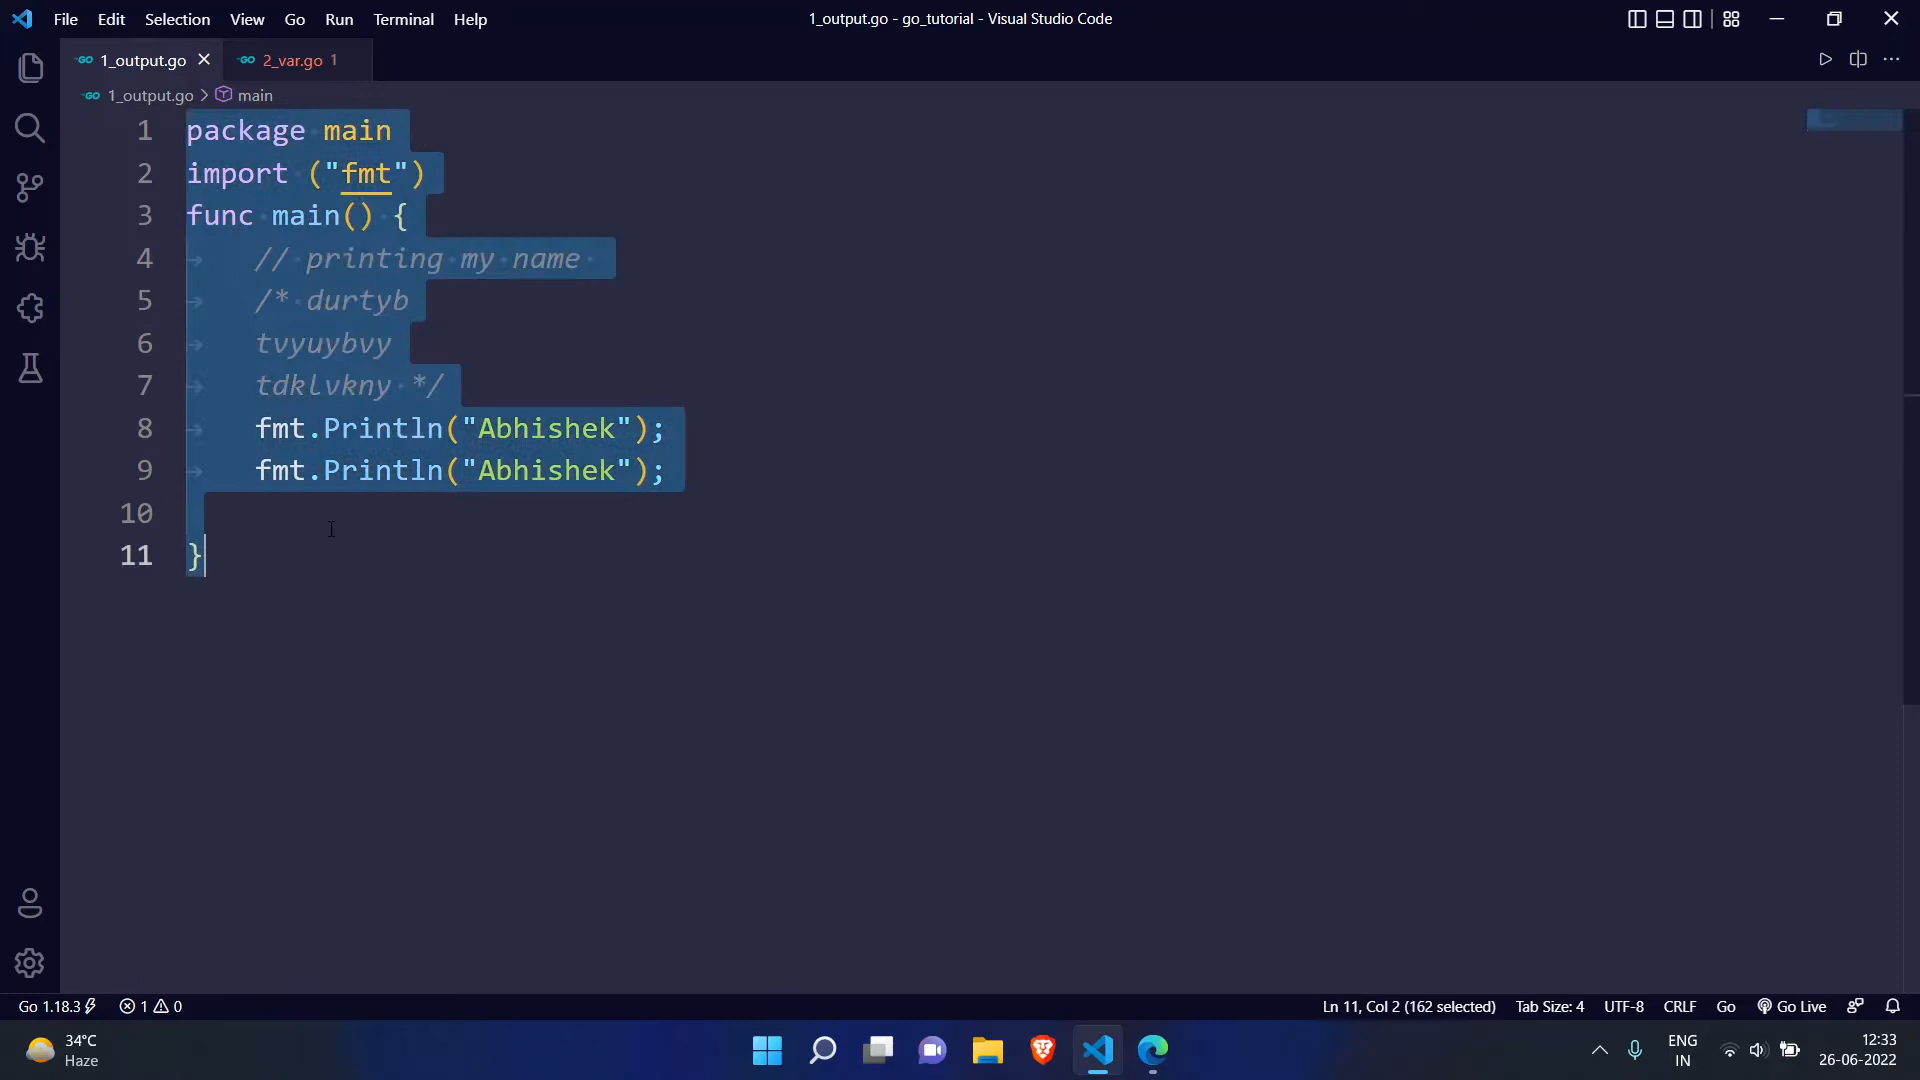 File Edit Selection View Go Run Terminal Help
1_output.go - go_tutorial - Visual Studio Code
GO 1_output.go
GO 2_var.go 1
GO 1_output.go > main
1 package main
2 import ("fmt")
3 func main() {
4 // printing my name
5 /* durtyb
6 tvyuybvy
7 tdklvkny */
8 fmt.Println("Abhishek");
9 fmt.Println("Abhishek");
10
11 }
Go 1.18.3 1 0
Ln 11, Col 2 (162 selected) Tab Size: 4 UTF-8 CRLF Go Go Live
34°C
Haze
ENG
IN
12:33
26-06-2022